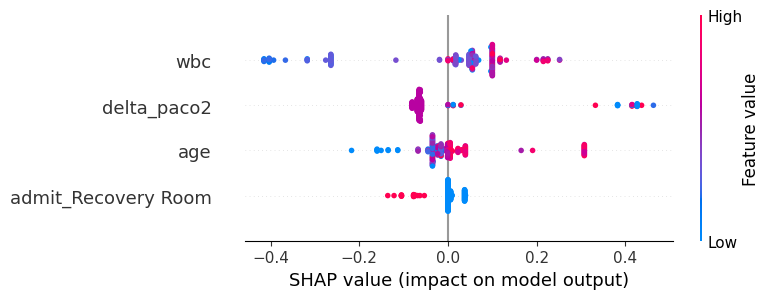 High
wbc
delta_paco2
age
admit_Recovery Room
Feature value
Low
−0.4 −0.2 0.0 0.2 0.4
SHAP value (impact on model output)